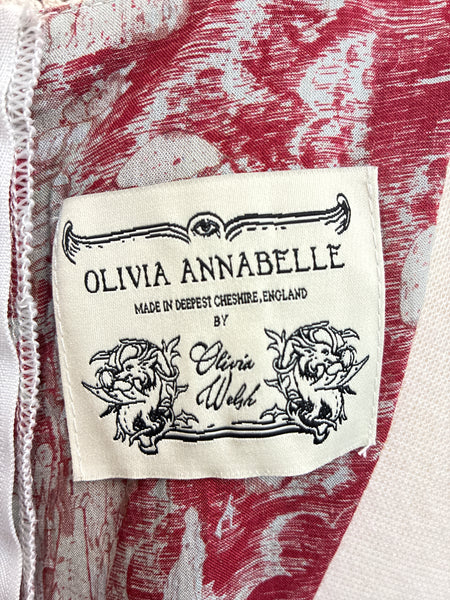 OLIVIA ANNABELLE
MADE IN DEEPEST CHESHIRE, ENGLAND
BY
Olivia
Welsh